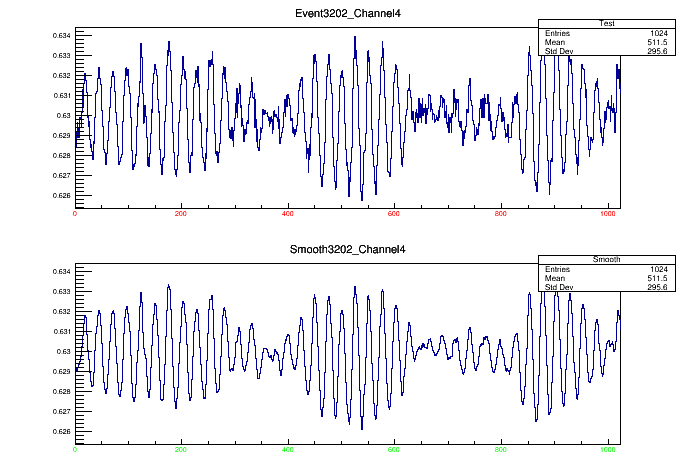 Event3202_Channel4
Test
Entries 1024
Mean 511.5
Std Dev 295.6
0.634
0.633
0.632
0.631
0.63
0.629
0.628
0.627
0.626
0 200 400 600 800 1000
Smooth3202_Channel4
Smooth
Entries 1024
Mean 511.5
Std Dev 295.6
0.634
0.633
0.632
0.631
0.63
0.629
0.628
0.627
0.626
0 200 400 600 800 1000